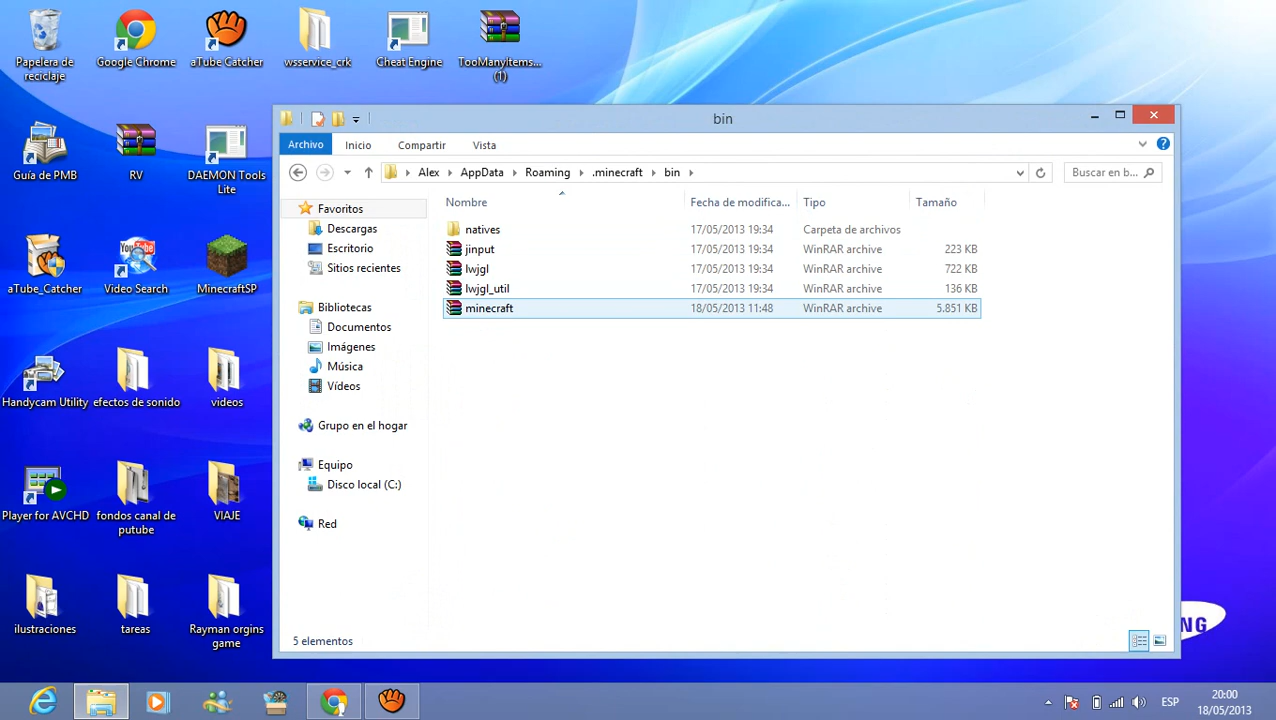 Papelera de
reciclaje
Google Chrome
aTube Catcher
wsservice_crk
Cheat Engine
TooManyItems...
(1)
Guía de PMB
RV
DAEMON Tools
Lite
aTube_Catcher
YouTube
Video Search
MinecraftSP
Handycam Utility
efectos de sonido
videos
Player for AVCHD
fondos canal de
putube
VIAJE
ilustraciones
tareas
Rayman orgins
game
bin
Archivo
Inicio
Compartir
Vista
Alex
AppData
Roaming
.minecraft
bin
Buscar en b...
Favoritos
Descargas
Escritorio
Sitios recientes
Bibliotecas
Documentos
Imágenes
Música
Vídeos
Grupo en el hogar
Equipo
Disco local (C:)
Red
Nombre Fecha de modifica... Tipo Tamaño
natives 17/05/2013 19:34 Carpeta de archivos
jinput 17/05/2013 19:34 WinRAR archive 223 KB
lwjgl 17/05/2013 19:34 WinRAR archive 722 KB
lwjgl_util 17/05/2013 19:34 WinRAR archive 136 KB
minecraft 18/05/2013 11:48 WinRAR archive 5.851 KB
5 elementos
NG
ESP
20:00
18/05/2013